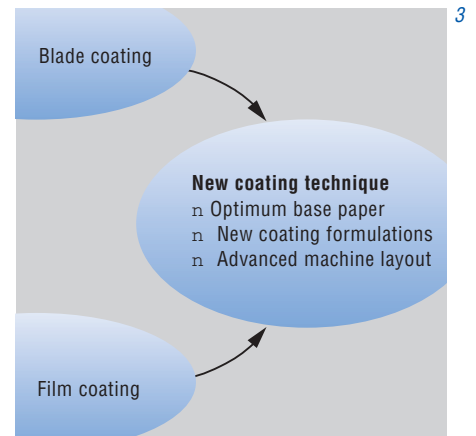 3
Blade coating
New coating technique
n Optimum base paper
n New coating formulations
n Advanced machine layout
Film coating